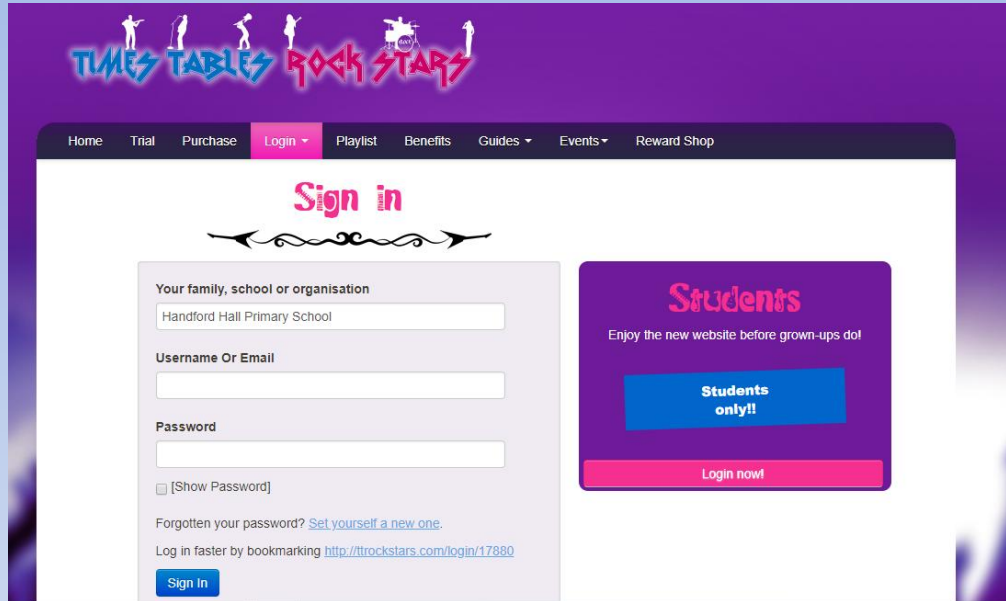 TIMES TABLES ROCK STARS
Home Trial Purchase Login Playlist Benefits Guides Events Reward Shop
Sign in
Your family, school or organisation
Handford Hall Primary School
Username Or Email
Password
[Show Password]
Forgotten your password? Set yourself a new one.
Log in faster by bookmarking http://ttrockstars.com/login/17880
Sign In
Students
Enjoy the new website before grown-ups do!
Students
only!!
Login now!